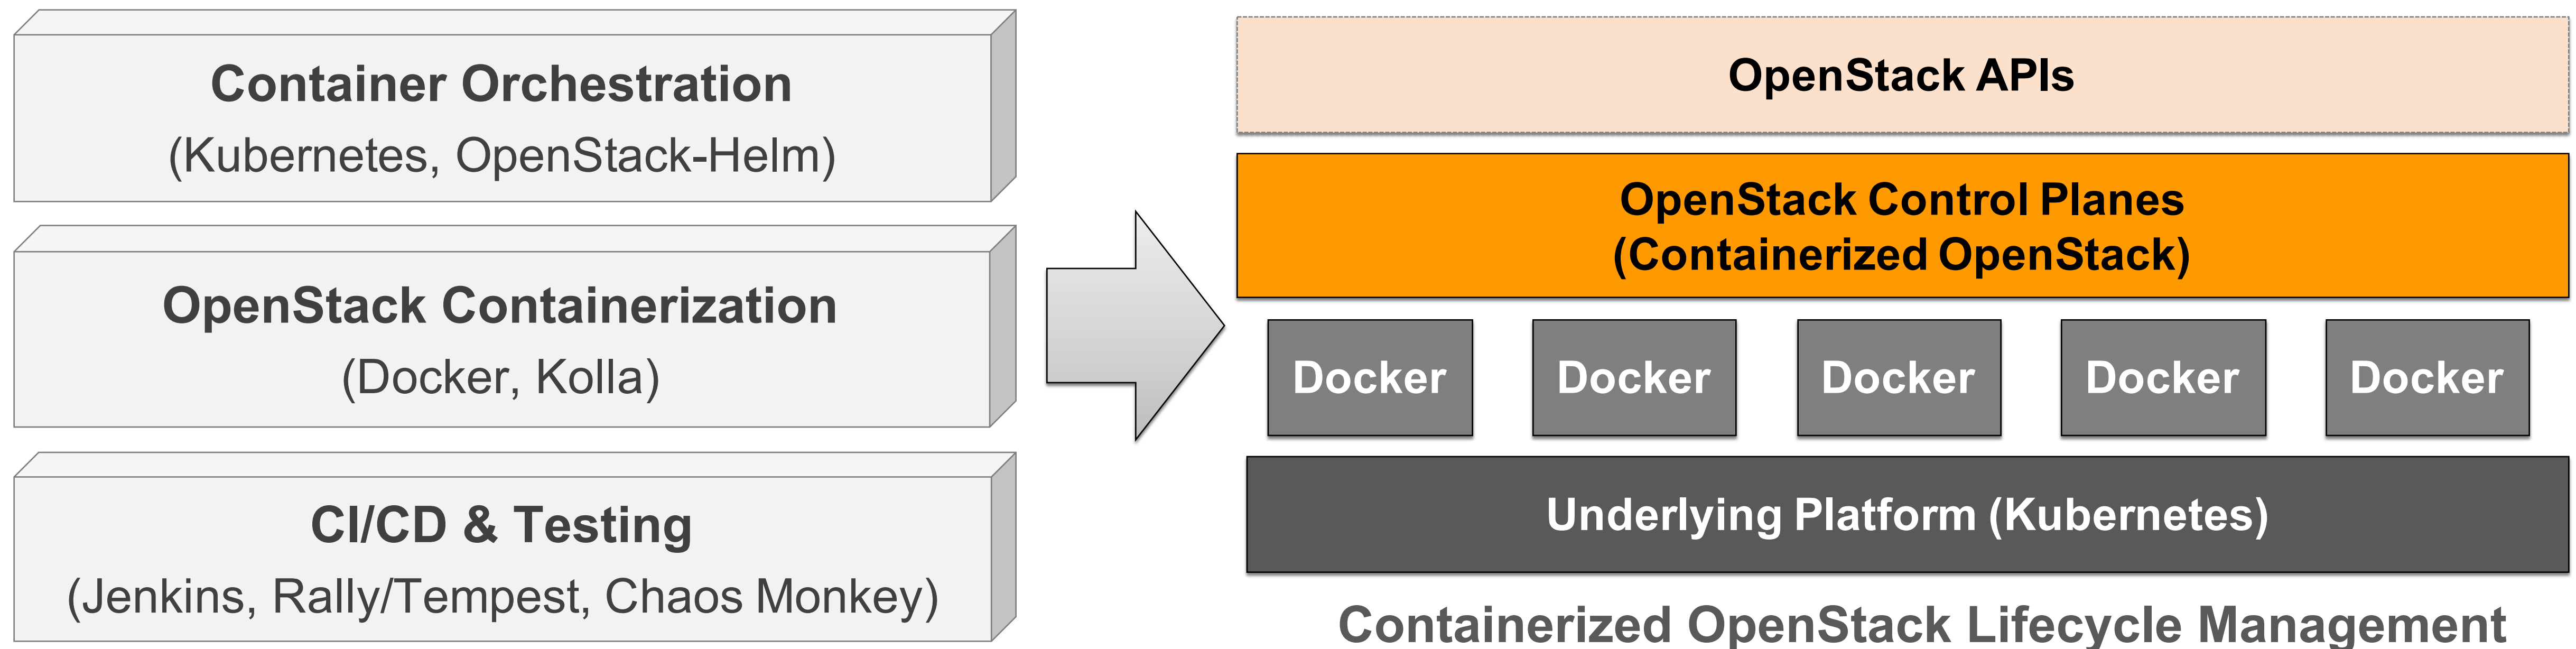 Container Orchestration
(Kubernetes, OpenStack-Helm)
OpenStack Containerization
(Docker, Kolla)
CI/CD & Testing
(Jenkins, Rally/Tempest, Chaos Monkey)
OpenStack APIs
OpenStack Control Planes
(Containerized OpenStack)
Docker Docker Docker Docker Docker
Underlying Platform (Kubernetes)
Containerized OpenStack Lifecycle Management